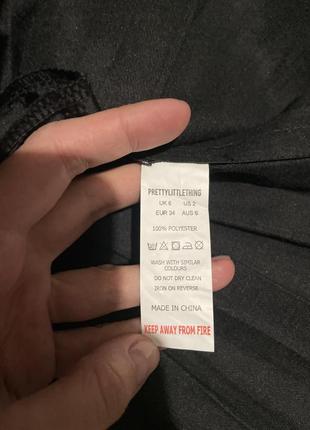 PRETTYLITTLETHING
UK 6 US 2
EUR 34 AUS 6
100% POLYESTER
WASH WITH SIMILAR
COLOURS
DO NOT DRY CLEAN
IRON ON REVERSE
MADE IN CHINA
KEEP AWAY FROM FIRE